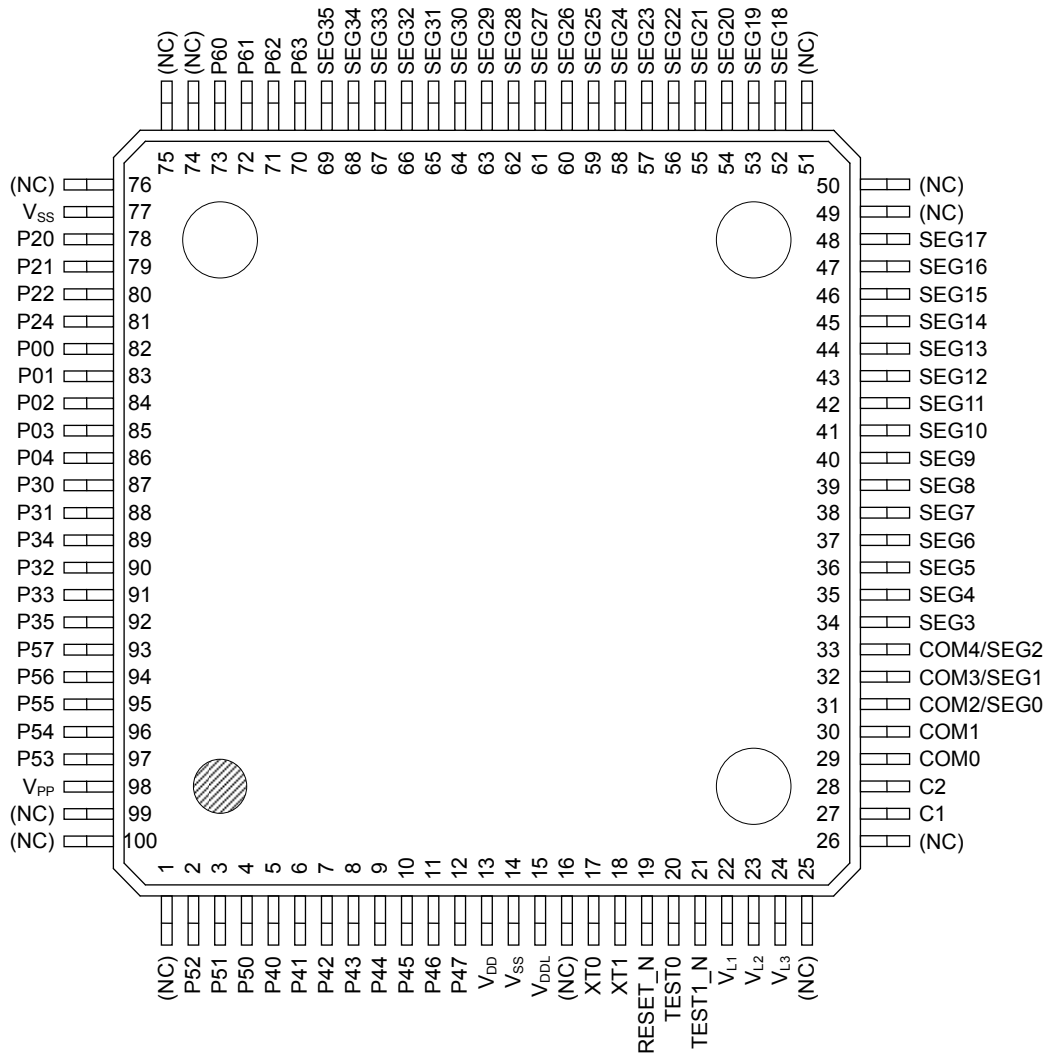 (NC)
(NC)
P60
P61
P62
P63
SEG35
SEG34
SEG33
SEG32
SEG31
SEG30
SEG29
SEG28
SEG27
SEG26
SEG25
SEG24
SEG23
SEG22
SEG21
SEG20
SEG19
SEG18
(NC)
75 74 73 72 71 70 69 68 67 66 65 64 63 62 61 60 59 58 57 56 55 54 53 52 51
(NC) 76
VSS 77
P20 78
P21 79
P22 80
P24 81
P00 82
P01 83
P02 84
P03 85
P04 86
P30 87
P31 88
P34 89
P32 90
P33 91
P35 92
P57 93
P56 94
P55 95
P54 96
P53 97
VPP 98
(NC) 99
(NC) 100
50 (NC)
49 (NC)
48 SEG17
47 SEG16
46 SEG15
45 SEG14
44 SEG13
43 SEG12
42 SEG11
41 SEG10
40 SEG9
39 SEG8
38 SEG7
37 SEG6
36 SEG5
35 SEG4
34 SEG3
33 COM4/SEG2
32 COM3/SEG1
31 COM2/SEG0
30 COM1
29 COM0
28 C2
27 C1
26 (NC)
1 2 3 4 5 6 7 8 9 10 11 12 13 14 15 16 17 18 19 20 21 22 23 24 25
(NC)
P52
P51
P50
P40
P41
P42
P43
P44
P45
P46
P47
VDD
VSS
VDDL
(NC)
XT0
XT1
RESET_N
TEST0
TEST1_N
VL1
VL2
VL3
(NC)